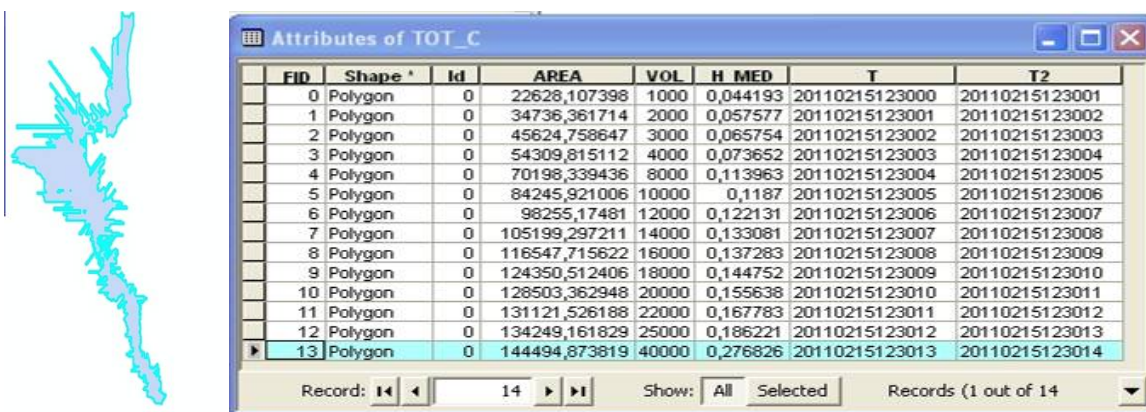 Attributes of TOT_C
FID Shape * Id AREA VOL H_MED T T2
0 Polygon 0 22628,107398 1000 0,044193 20110215123000 20110215123001
1 Polygon 0 34736,361714 2000 0,057577 20110215123001 20110215123002
2 Polygon 0 45624,758647 3000 0,065754 20110215123002 20110215123003
3 Polygon 0 54309,815112 4000 0,073652 20110215123003 20110215123004
4 Polygon 0 70198,339436 8000 0,113963 20110215123004 20110215123005
5 Polygon 0 84245,921006 10000 0,1187 20110215123005 20110215123006
6 Polygon 0 98255,17481 12000 0,122131 20110215123006 20110215123007
7 Polygon 0 105199,297211 14000 0,133081 20110215123007 20110215123008
8 Polygon 0 116547,715622 16000 0,137283 20110215123008 20110215123009
9 Polygon 0 124350,512406 18000 0,144752 20110215123009 20110215123010
10 Polygon 0 128503,362948 20000 0,155638 20110215123010 20110215123011
11 Polygon 0 131121,526188 22000 0,167783 20110215123011 20110215123012
12 Polygon 0 134249,161829 25000 0,186221 20110215123012 20110215123013
13 Polygon 0 144494,873819 40000 0,276826 20110215123013 20110215123014
Record: 14 Show: All Selected Records (1 out of 14